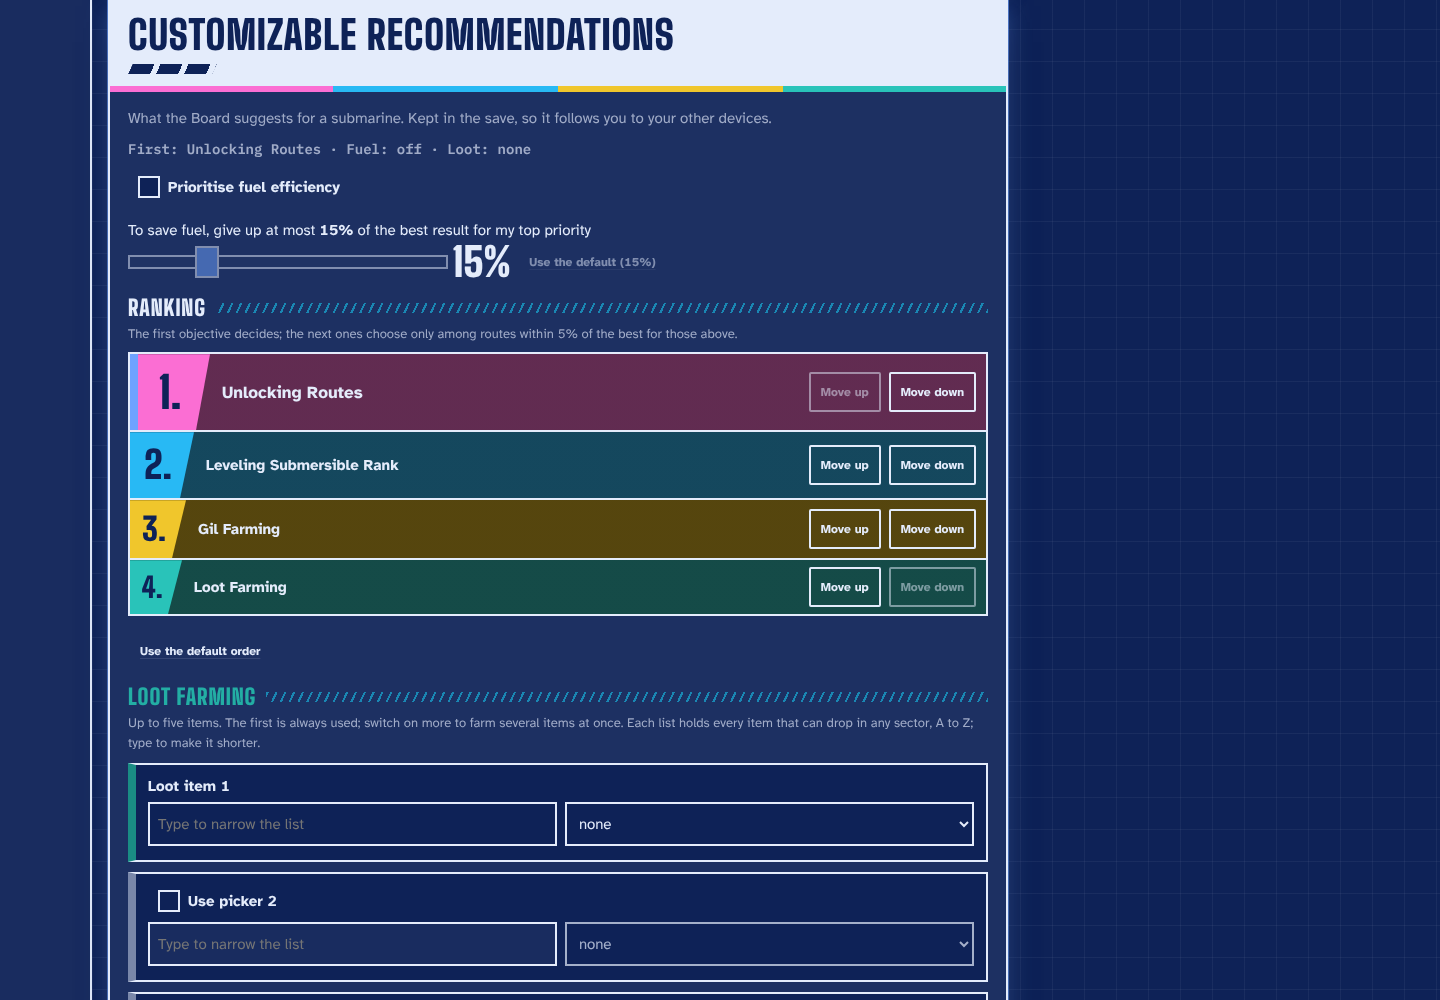 CUSTOMIZABLE RECOMMENDATIONS
What the Board suggests for a submarine. Kept in the save, so it follows you to your other devices.
First: Unlocking Routes · Fuel: off · Loot: none
Prioritise fuel efficiency
To save fuel, give up at most 15% of the best result for my top priority
15% Use the default (15%)
RANKING
The first objective decides; the next ones choose only among routes within 5% of the best for those above.
1. Unlocking Routes Move up Move down
2. Leveling Submersible Rank Move up Move down
3. Gil Farming Move up Move down
4. Loot Farming Move up Move down
Use the default order
LOOT FARMING
Up to five items. The first is always used; switch on more to farm several items at once. Each list holds every item that can drop in any sector, A to Z;
type to make it shorter.
Loot item 1
Type to narrow the list none
Use picker 2
Type to narrow the list none